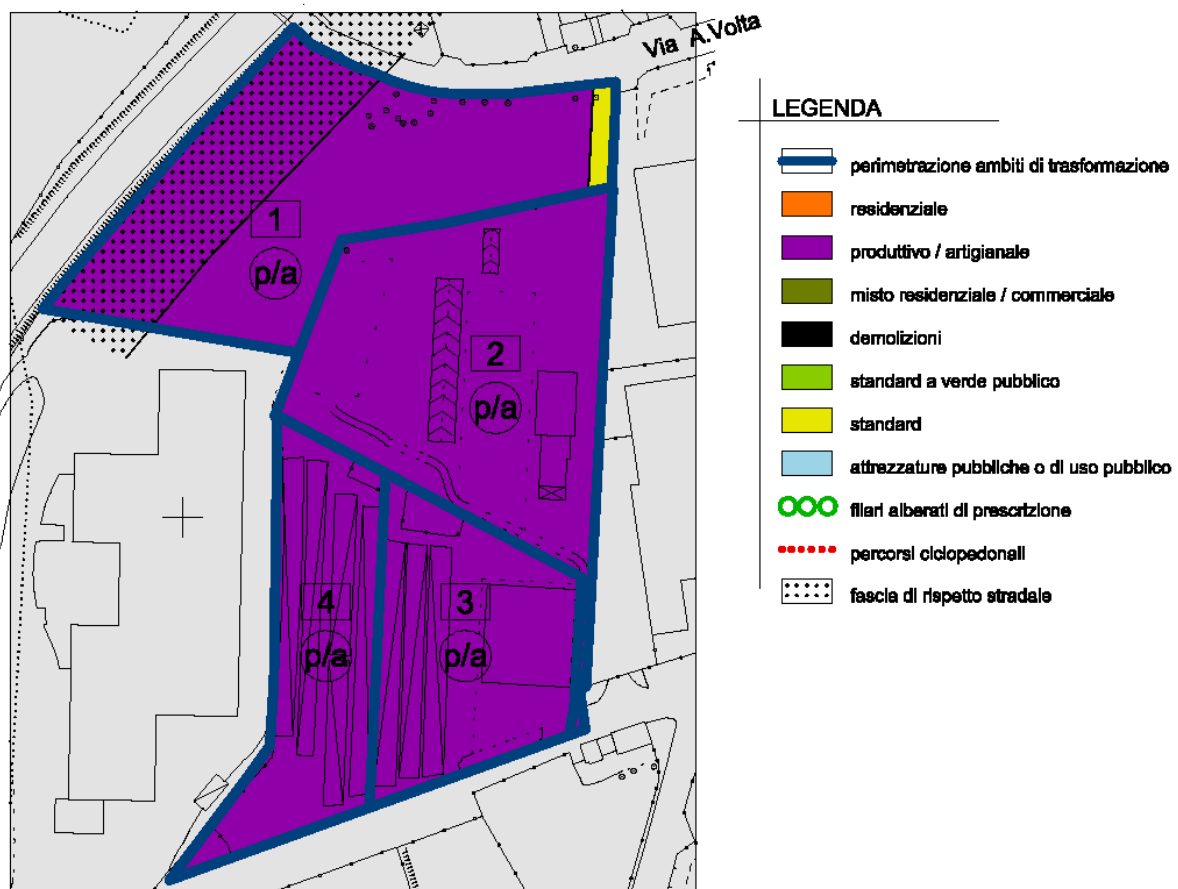 Via A.Volta
1
p/a
2
p/a
4
p/a
3
p/a
LEGENDA
perimetrazione ambiti di trasformazione
residenziale
produttivo / artigianale
misto residenziale / commerciale
demolizioni
standard a verde pubblico
standard
attrezzature pubbliche o di uso pubblico
filari alberati di prescrizione
percorsi ciclopedonali
fascia di rispetto stradale